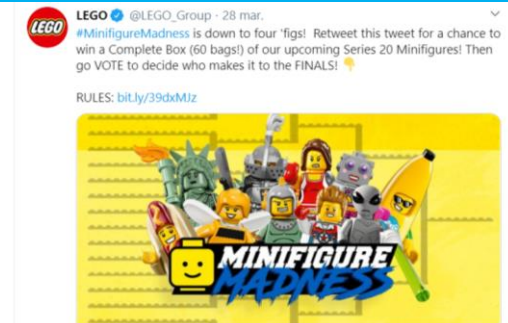 LEGO
LEGO @LEGO_Group · 28 mar.
#MinifigureMadness is down to four 'figs! Retweet this tweet for a chance to
win a Complete Box (60 bags!) of our upcoming Series 20 Minifigures! Then
go VOTE to decide who makes it to the FINALS! 👇
RULES: bit.ly/39dxMJz
MINIFIGURE
MADNESS